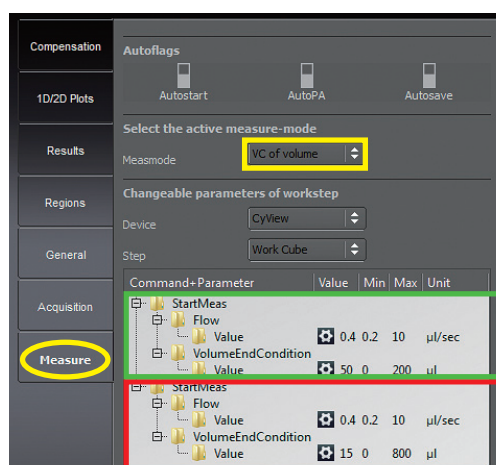 Compensation
1D/2D Plots
Results
Regions
General
Acquisition
Measure
Autoflags
Autostart AutoPA Autosave
Select the active measure-mode
Measmode VC of volume
Changeable parameters of workstep
Device CyView
Step Work Cube
Command+Parameter Value Min Max Unit
StartMeas
Flow
Value 0.4 0.2 10 µl/sec
VolumeEndCondition
Value 50 0 200 µl
StartMeas
Flow
Value 0.4 0.2 10 µl/sec
VolumeEndCondition
Value 15 0 800 µl